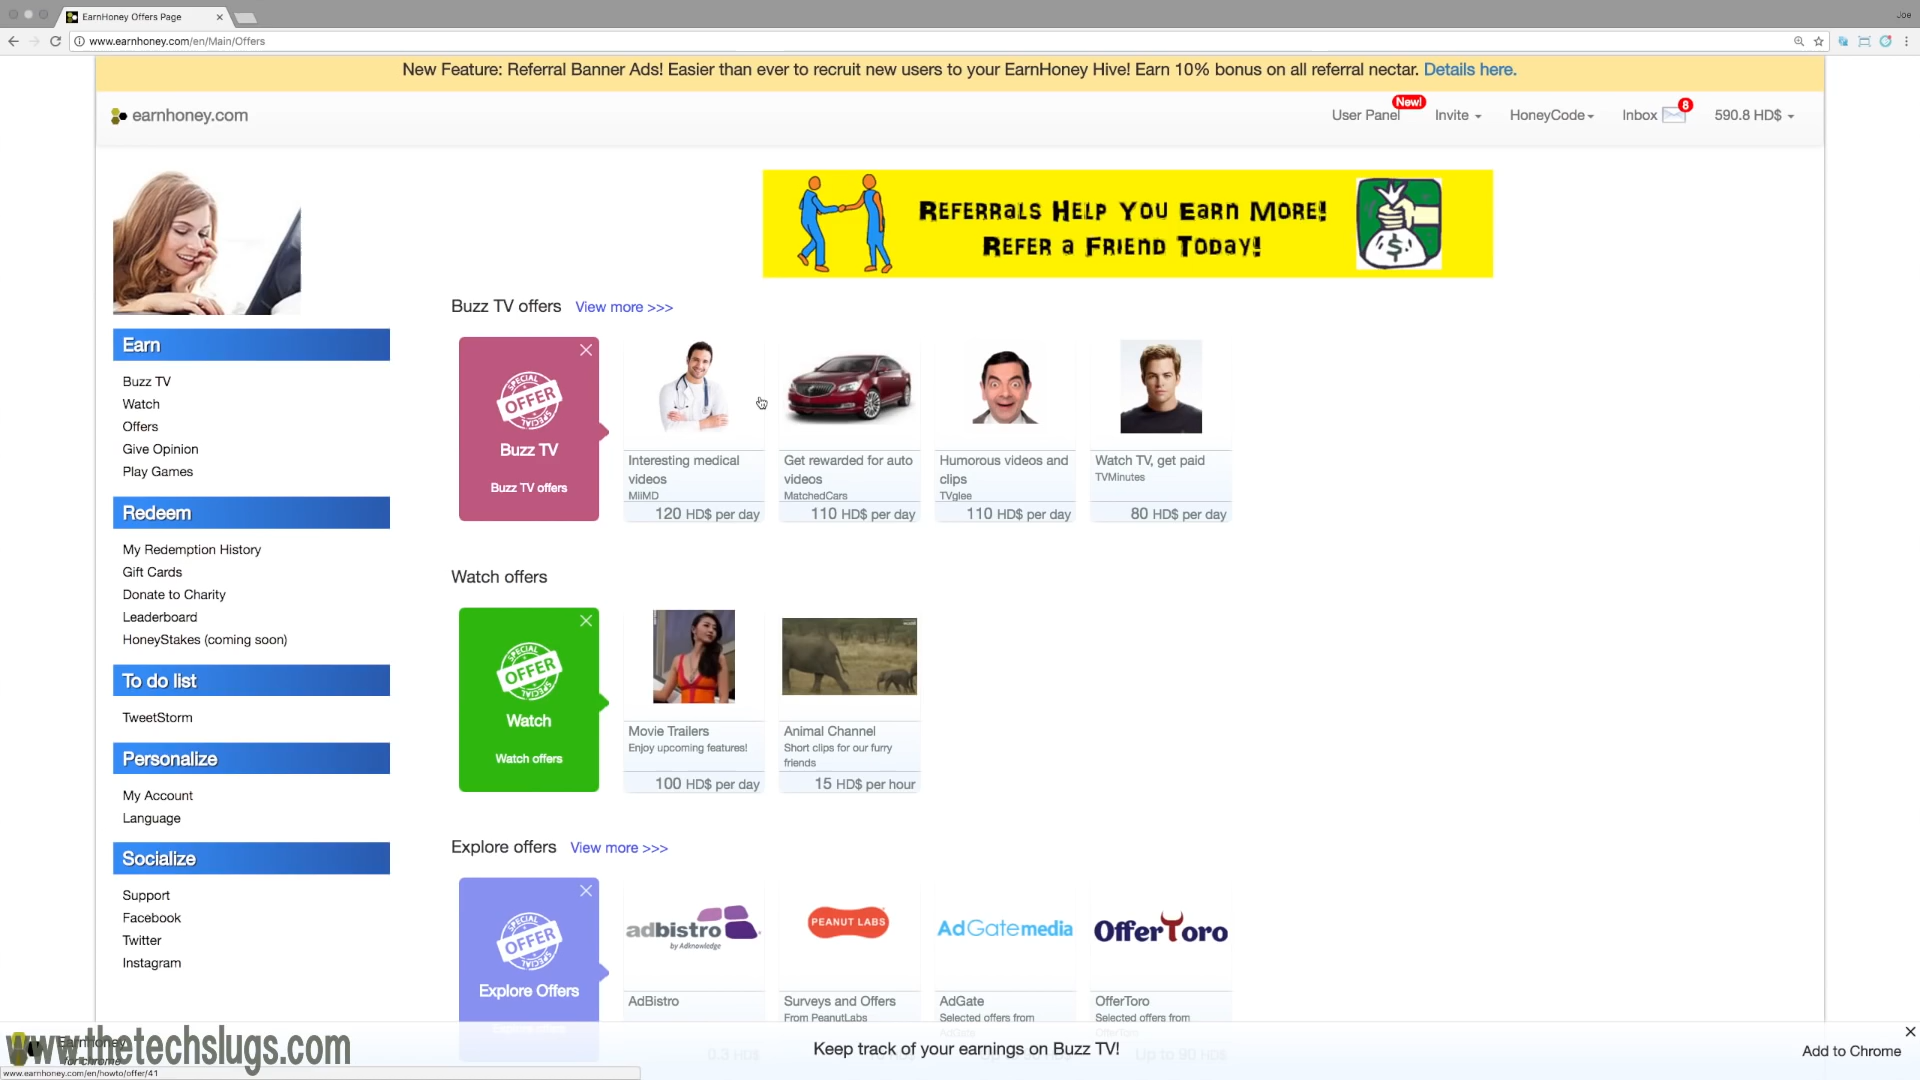 EarnHoney Offers Page
Joe
www.earnhoney.com/en/Main/Offers
New Feature: Referral Banner Ads! Easier than ever to recruit new users to your EarnHoney Hive! Earn 10% bonus on all referral nectar. Details here.
earnhoney.com
User Panel
New!
Invite
HoneyCode
Inbox
8
590.8 HD$
REFERRALS HELP YOU EARN MORE!
REFER A FRIEND TODAY!
$
Earn
Buzz TV
Watch
Offers
Give Opinion
Play Games
Redeem
My Redemption History
Gift Cards
Donate to Charity
Leaderboard
HoneyStakes (coming soon)
To do list
TweetStorm
Personalize
My Account
Language
Socialize
Support
Facebook
Twitter
Instagram
Buzz TV offers View more >>>
SPECIAL
OFFER
SPECIAL
Buzz TV
Buzz TV offers
Interesting medical
videos
MiiMD
120 HD$ per day
Get rewarded for auto
videos
MatchedCars
110 HD$ per day
Humorous videos and
clips
TVglee
110 HD$ per day
Watch TV, get paid
TVMinutes
80 HD$ per day
Watch offers
SPECIAL
OFFER
SPECIAL
Watch
Watch offers
Movie Trailers
Enjoy upcoming features!
100 HD$ per day
Animal Channel
Short clips for our furry
friends
15 HD$ per hour
Explore offers View more >>>
SPECIAL
OFFER
SPECIAL
Explore Offers
Explore offers
adbistro
by Adknowledge
AdBistro
0.3 HD$
PEANUT LABS
Surveys and Offers
From PeanutLabs
AdGatemedia
AdGate
Selected offers from
AdGate
OfferToro
OfferToro
Selected offers from
OfferToro
Up to 90 HD$
EarnHoney
for chrome
www.thetechslugs.com
Keep track of your earnings on Buzz TV!
Add to Chrome
www.earnhoney.com/en/howto/offer/41